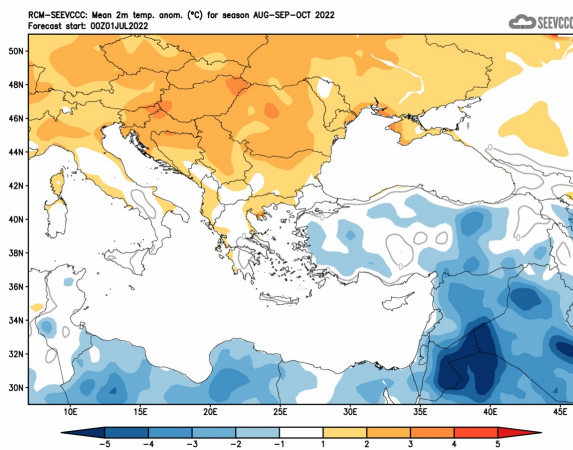 RCM-SEEVCCC: Mean 2m temp. anom. (°C) for season AUG-SEP-OCT 2022
Forecast start: 00Z01JUL2022
SEEVCCC
50N
48N
46N
44N
42N
40N
38N
36N
34N
32N
30N
10E 15E 20E 25E 30E 35E 40E 45E
-5 -4 -3 -2 -1 1 2 3 4 5